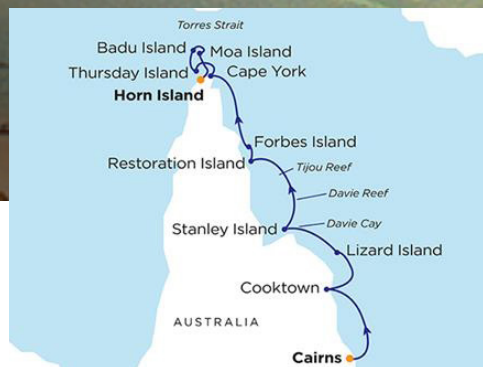 Torres Strait
Badu Island
Moa Island
Thursday Island
Cape York
Horn Island
Forbes Island
Restoration Island
Tijou Reef
Davie Reef
Stanley Island
Davie Cay
Lizard Island
Cooktown
AUSTRALIA
Cairns